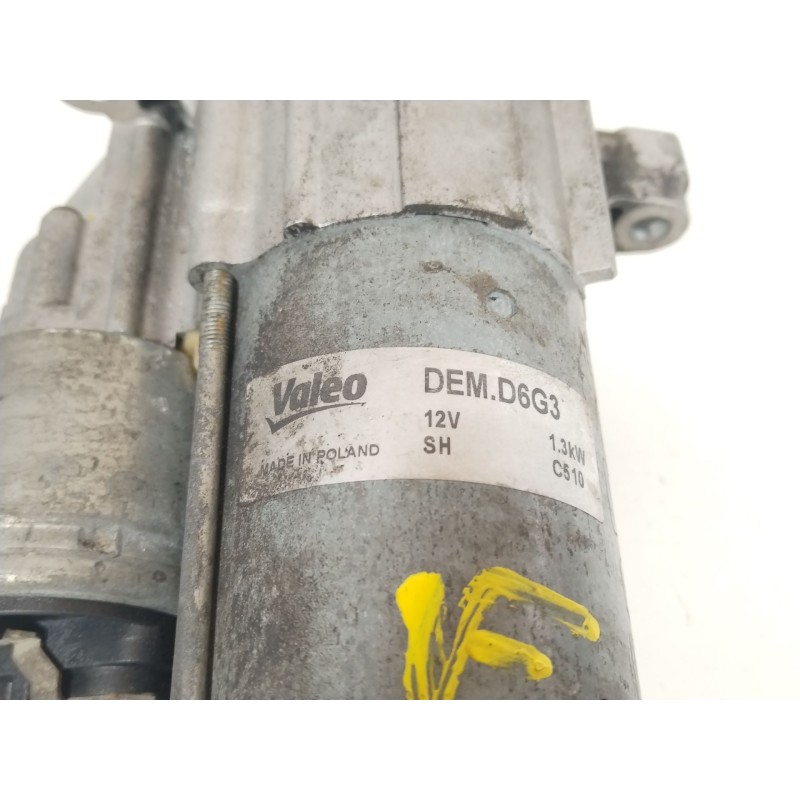 Valeo
MADE IN POLAND
DEM.D6G3
12V 1.3kW
SH C510